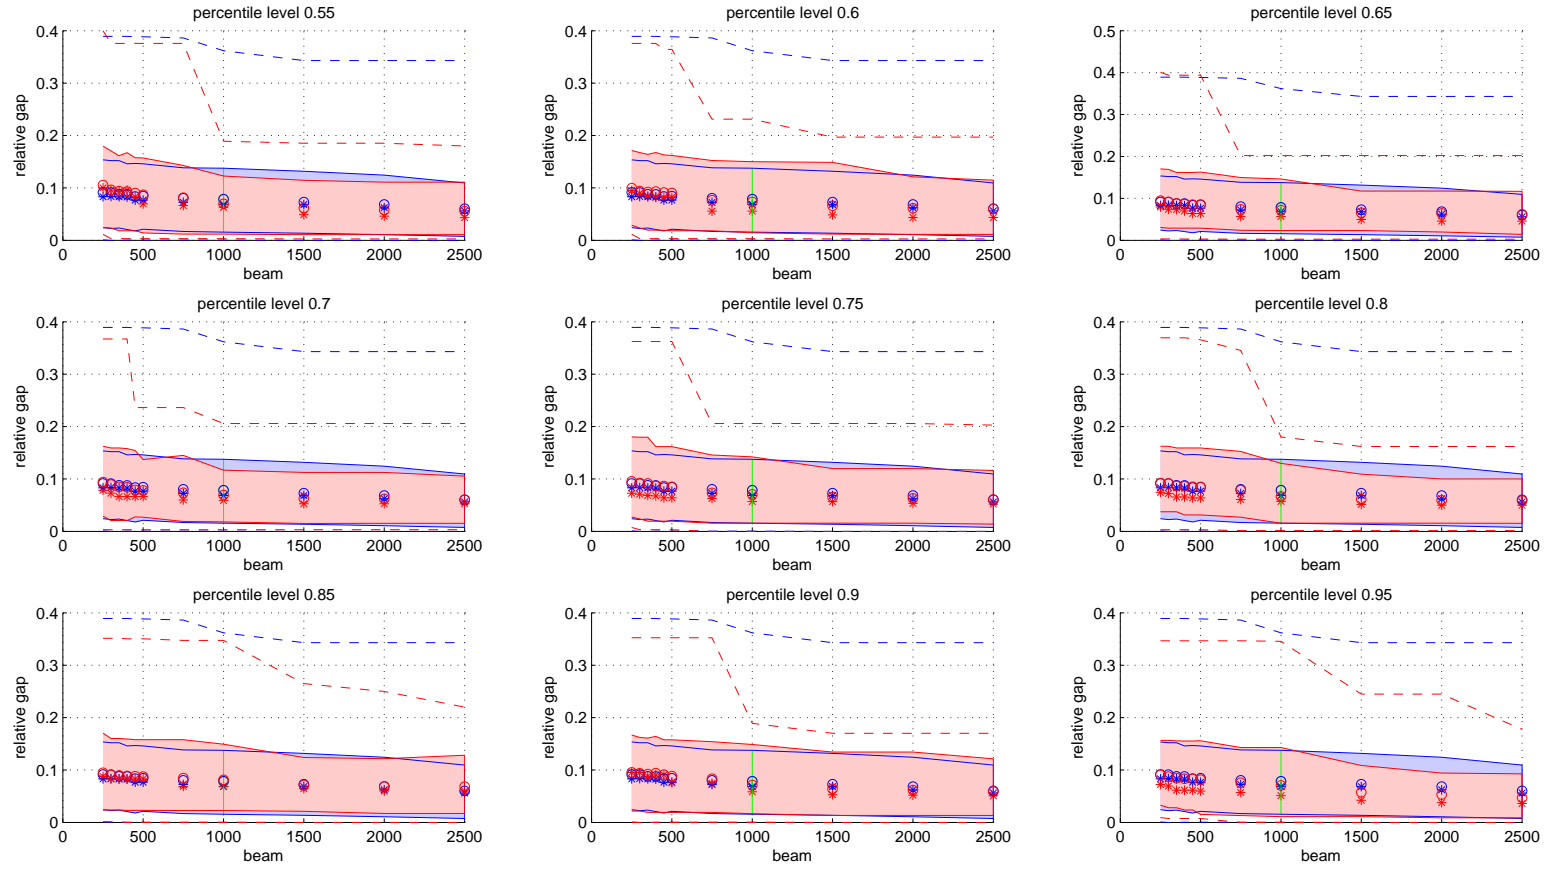 percentile level 0.55
percentile level 0.6
percentile level 0.65
0.4
0.3
0.2
0.1
0
relative gap
0 500 1000 1500 2000 2500
beam
0.4
0.3
0.2
0.1
0
relative gap
0 500 1000 1500 2000 2500
beam
0.5
0.4
0.3
0.2
0.1
0
relative gap
0 500 1000 1500 2000 2500
beam
percentile level 0.7
percentile level 0.75
percentile level 0.8
0.4
0.3
0.2
0.1
0
relative gap
0 500 1000 1500 2000 2500
beam
0.4
0.3
0.2
0.1
0
relative gap
0 500 1000 1500 2000 2500
beam
0.4
0.3
0.2
0.1
0
relative gap
0 500 1000 1500 2000 2500
beam
percentile level 0.85
percentile level 0.9
percentile level 0.95
0.4
0.3
0.2
0.1
0
relative gap
0 500 1000 1500 2000 2500
beam
0.4
0.3
0.2
0.1
0
relative gap
0 500 1000 1500 2000 2500
beam
0.4
0.3
0.2
0.1
0
relative gap
0 500 1000 1500 2000 2500
beam